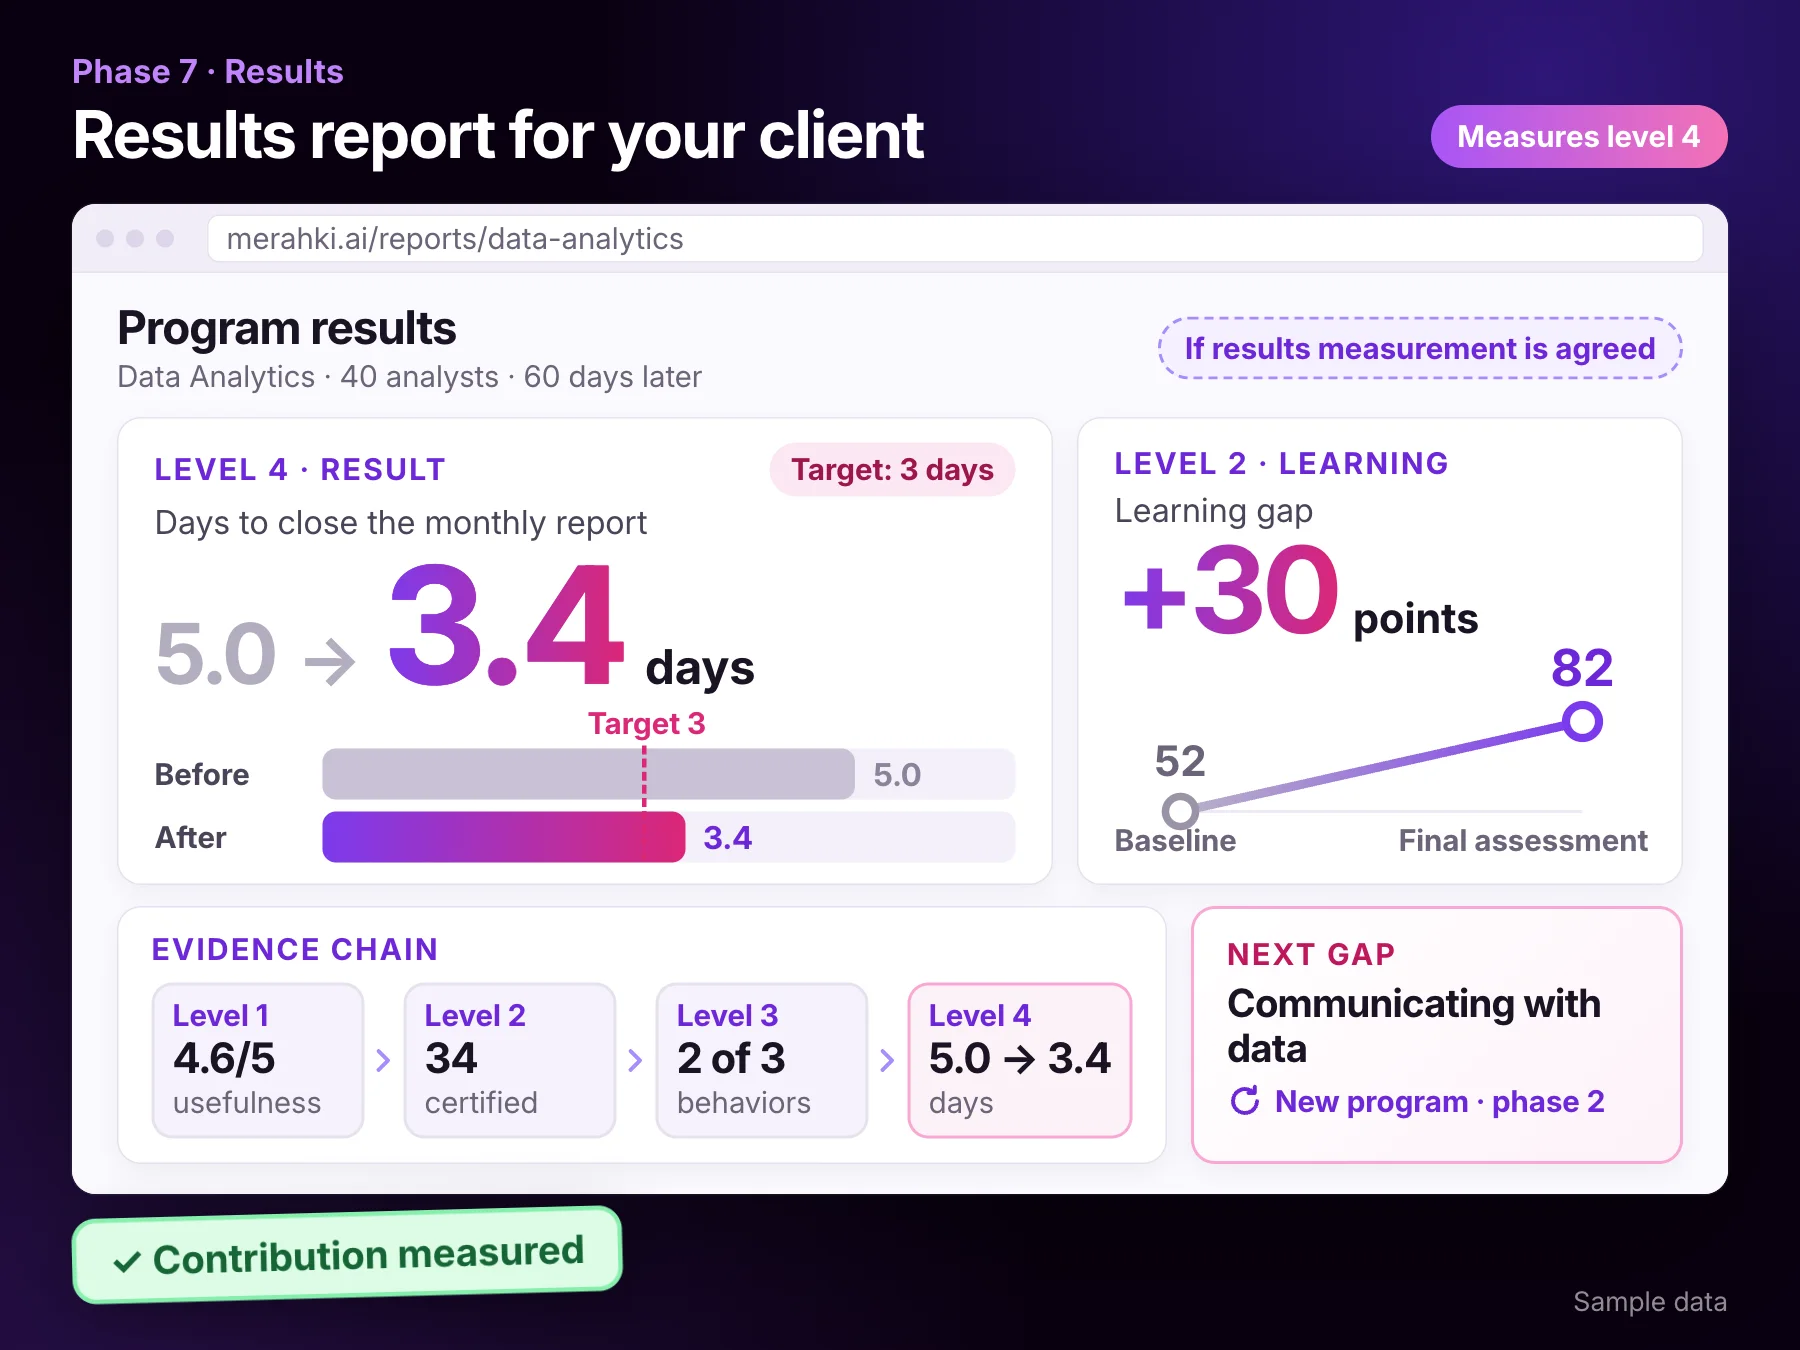 Phase 7 · Results
Results report for your client
Measures level 4
merahki.ai/reports/data-analytics
Program results
Data Analytics · 40 analysts · 60 days later
If results measurement is agreed
LEVEL 4 · RESULT
Target: 3 days
Days to close the monthly report
5.0 → 3.4 days
Target 3
Before
5.0
After
3.4
LEVEL 2 · LEARNING
Learning gap
+30 points
82
52
Baseline
Final assessment
EVIDENCE CHAIN
Level 1
4.6/5
usefulness
Level 2
34
certified
Level 3
2 of 3
behaviors
Level 4
5.0 → 3.4
days
NEXT GAP
Communicating with
data
New program · phase 2
✓ Contribution measured
Sample data